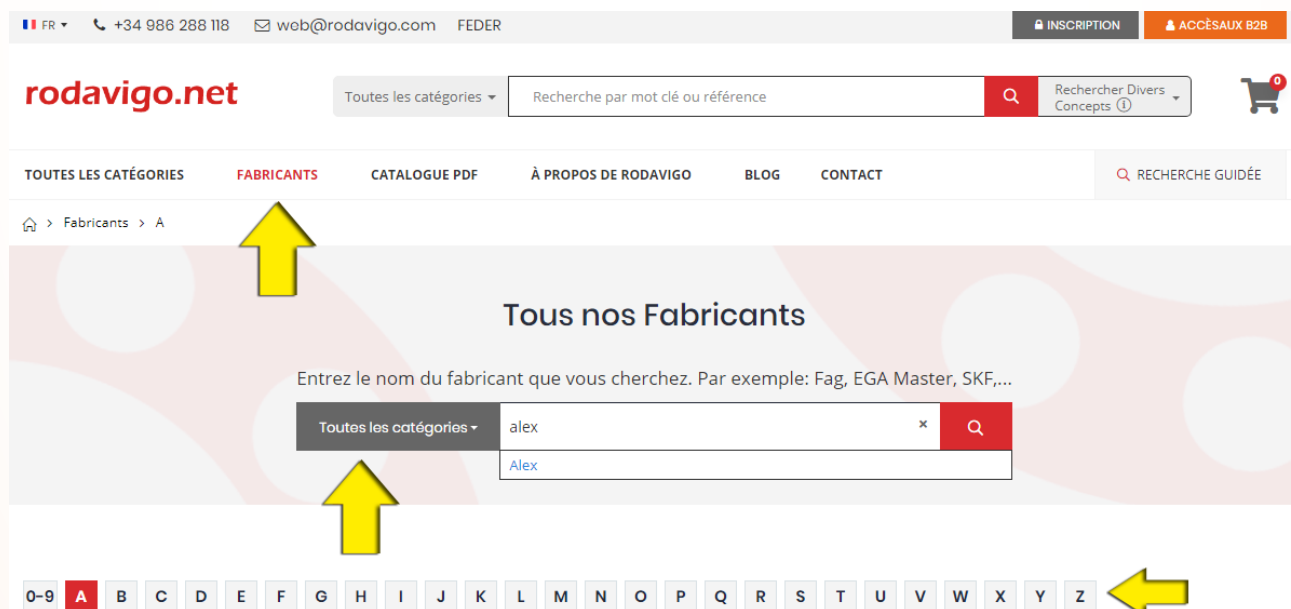 FR +34 986 288 118 web@rodavigo.com FEDER INSCRIPTION ACCÈSAUX B2B
rodavigo.net Toutes les catégories Recherche par mot clé ou référence Rechercher Divers Concepts 0
TOUTES LES CATÉGORIES FABRICANTS CATALOGUE PDF À PROPOS DE RODAVIGO BLOG CONTACT RECHERCHE GUIDÉE
> Fabricants > A
Tous nos Fabricants
Entrez le nom du fabricant que vous cherchez. Par exemple: Fag, EGA Master, SKF,...
Toutes les catégories alex ×
Alex
0-9 A B C D E F G H I J K L M N O P Q R S T U V W X Y Z